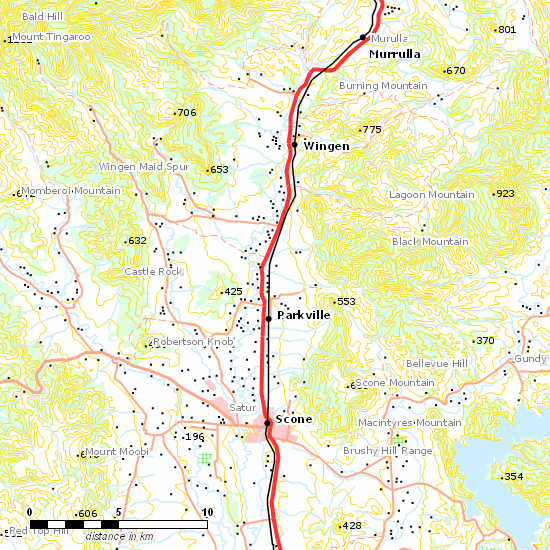 Bald Hill
Mount Tingaroo
801
Murulla
Murrulla
670
Burning Mountain
706
775
Wingen
Wingen Maid Spur
653
Momberoi Mountain
Lagoon Mountain
923
632
Black Mountain
Castle Rock
425
553
Parkville
Robertson Knob
370
Bellevue Hill
Gundy
Scone Mountain
Satur
Scone
Macintyres Mountain
196
Mount Moobi
Brushy Hill Range
354
606
0 5 10
distance in km
428
Red Top Hill